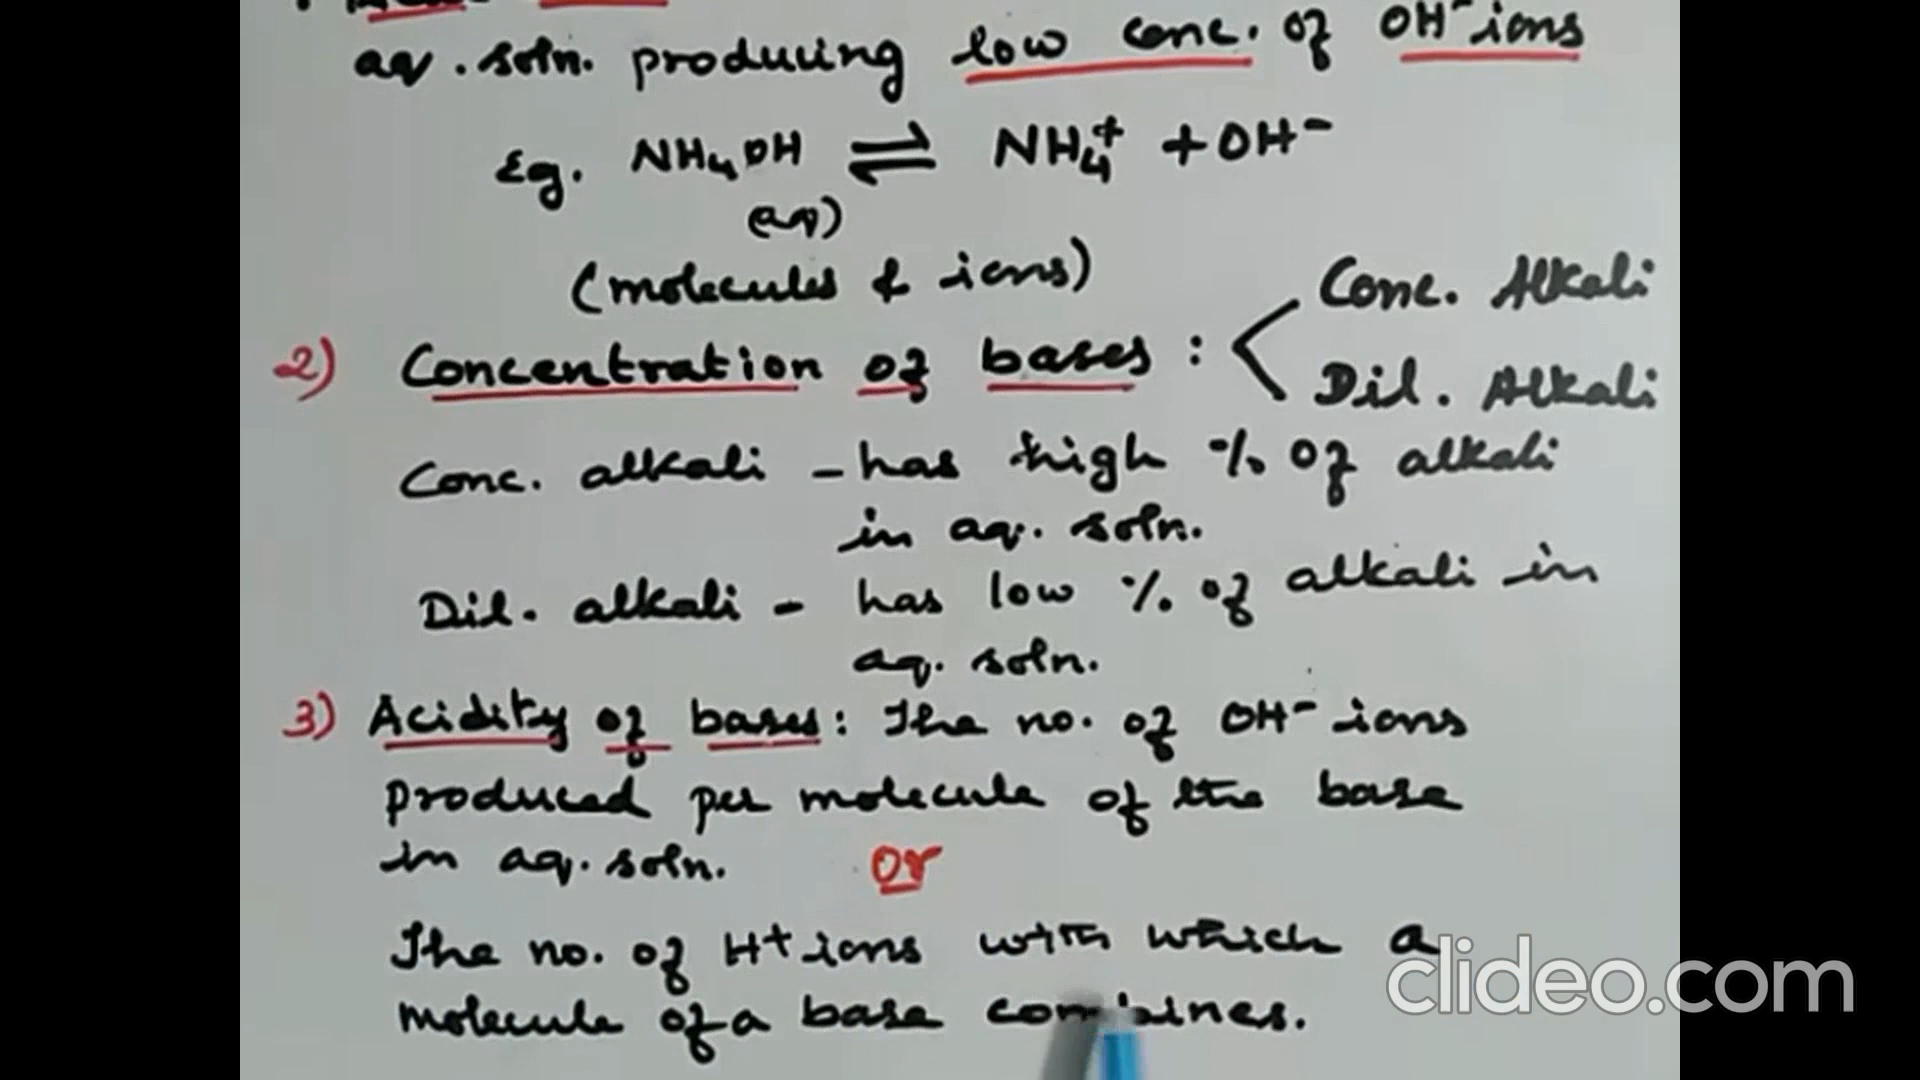 aq. soln. producing low conc. of OH⁻ ions
Eg. NH₄OH ⇌ NH₄⁺ + OH⁻
(aq)
(molecules & ions)
2) Concentration of bases : < Conc. Alkali
Dil. Alkali
Conc. alkali - has high % of alkali
in aq. soln.
Dil. alkali - has low % of alkali in
aq. soln.
3) Acidity of bases: The no. of OH⁻ ions
produced per molecule of the base
in aq. soln. or
The no. of H⁺ ions with which a
molecule of a base combines.
clideo.com